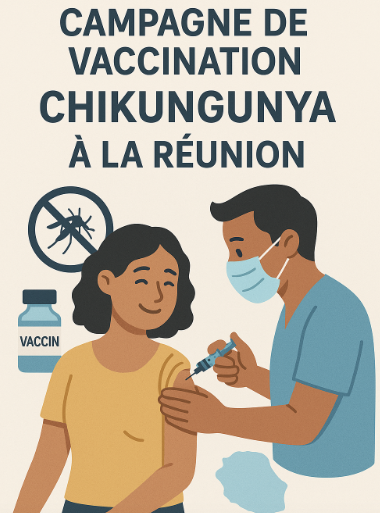 CAMPAGNE DE
VACCINATION
CHIKUNGUNYA
À LA RÉUNION
VACCIN